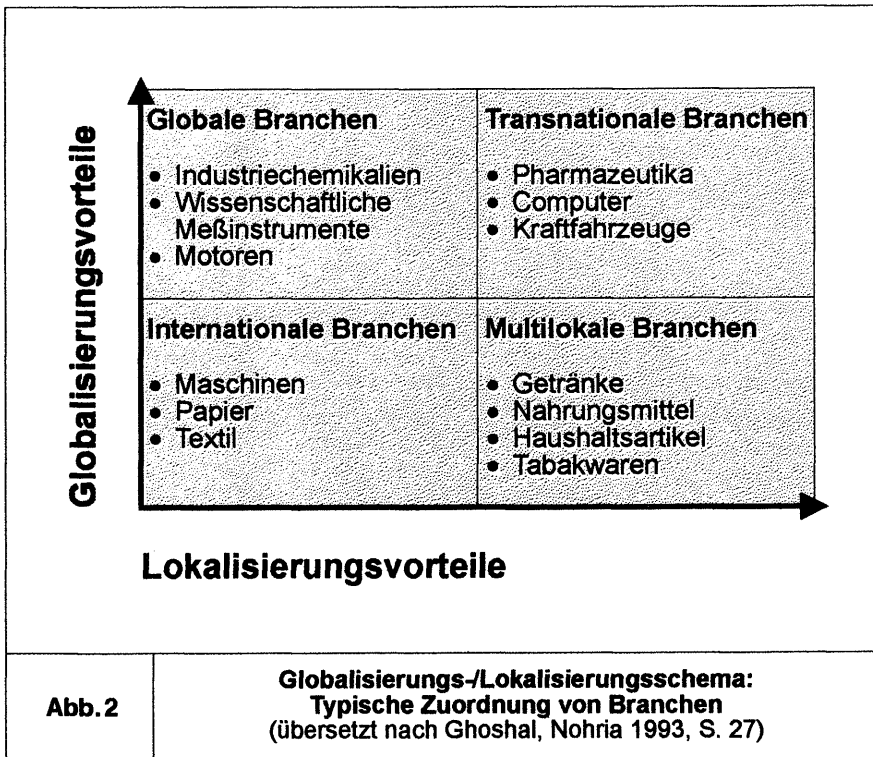 Globalisierungsvorteile
Globale Branchen
• Industriechemikalien
• Wissenschaftliche
Meßinstrumente
• Motoren
Transnationale Branchen
• Pharmazeutika
• Computer
• Kraftfahrzeuge
Internationale Branchen
• Maschinen
• Papier
• Textil
Multilokale Branchen
• Getränke
• Nahrungsmittel
• Haushaltsartikel
• Tabakwaren
Lokalisierungsvorteile
Abb.2
Globalisierungs-/Lokalisierungsschema:
Typische Zuordnung von Branchen
(übersetzt nach Ghoshal, Nohria 1993, S. 27)